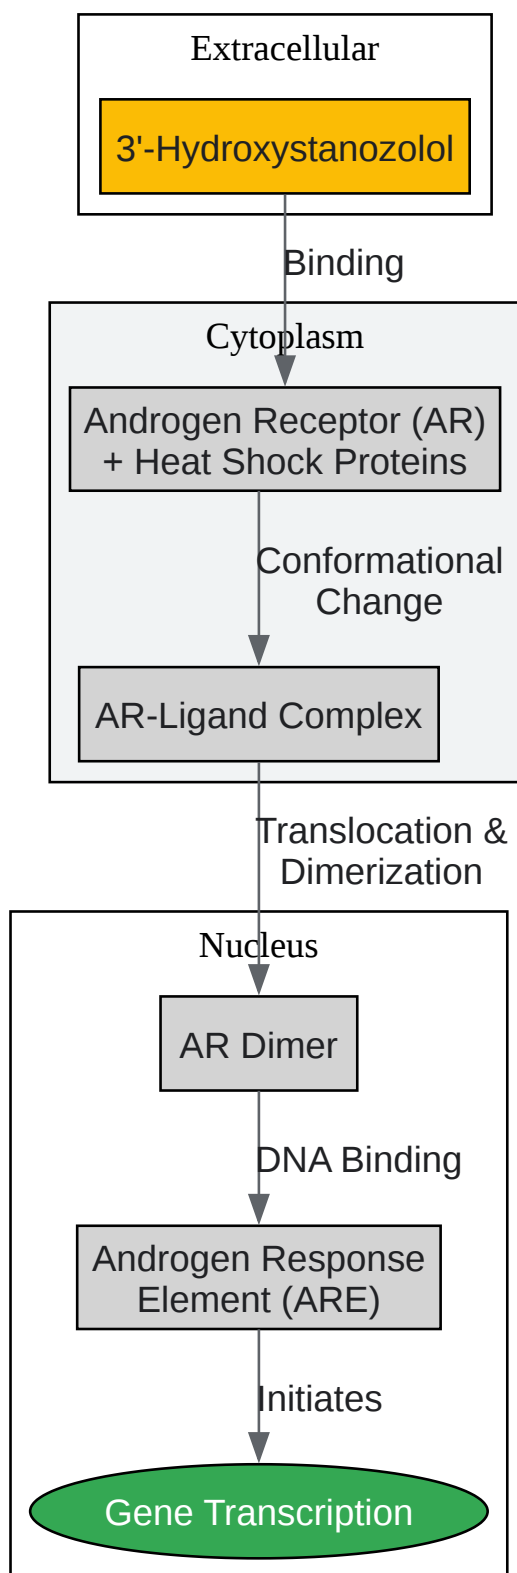 Extracellular
3'-Hydroxystanozolol
Binding
Cytoplasm
Androgen Receptor (AR)
+ Heat Shock Proteins
Conformational
Change
AR-Ligand Complex
Translocation &
Dimerization
Nucleus
AR Dimer
DNA Binding
Androgen Response
Element (ARE)
Initiates
Gene Transcription